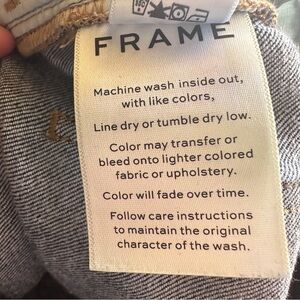 FRAME
Machine wash inside out,
with like colors,
Line dry or tumble dry low.
Color may transfer or
bleed onto lighter colored
fabric or upholstery.
Color will fade over time.
Follow care instructions
to maintain the original
character of the wash.